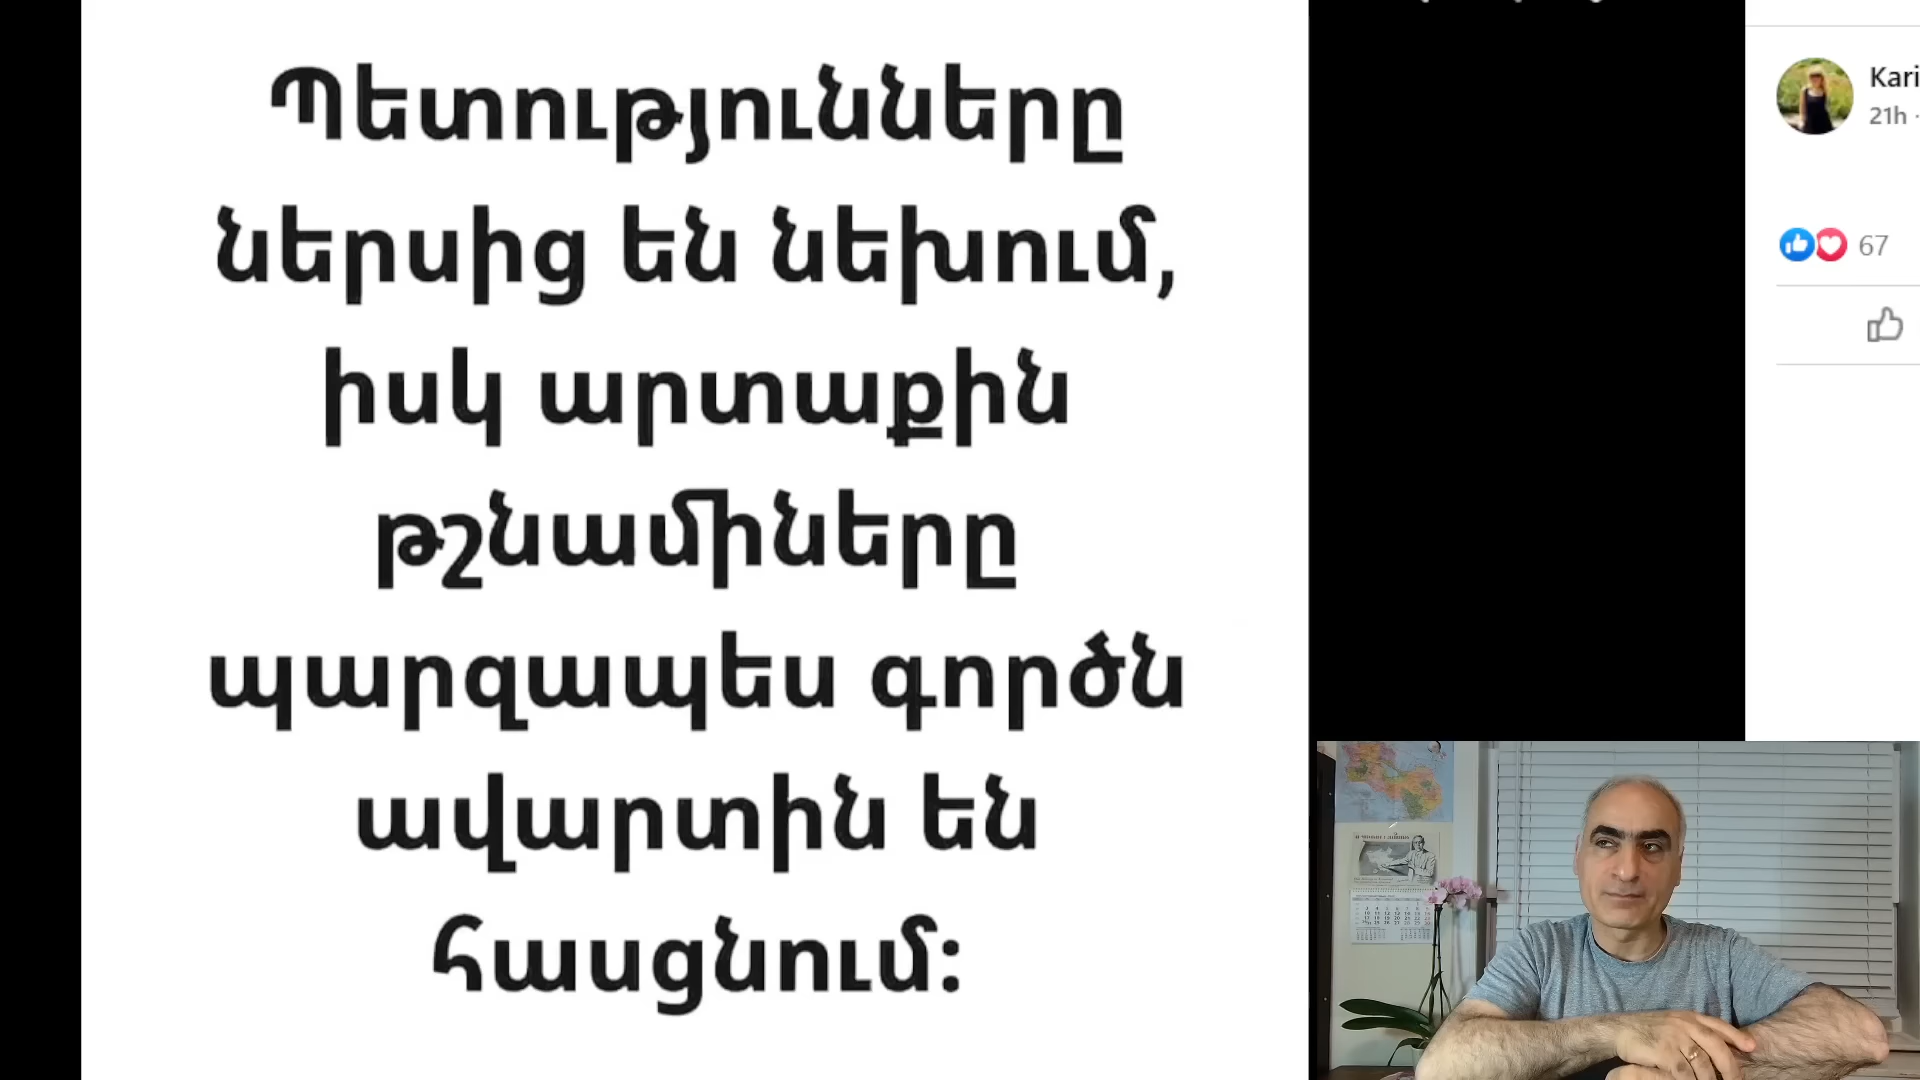 Պետությունները
ներսից են նեխում,
իսկ արտաքին
թշնամիները
պարզապես գործն
ավարտին են
հասցնում:
Kari
21h ·
67